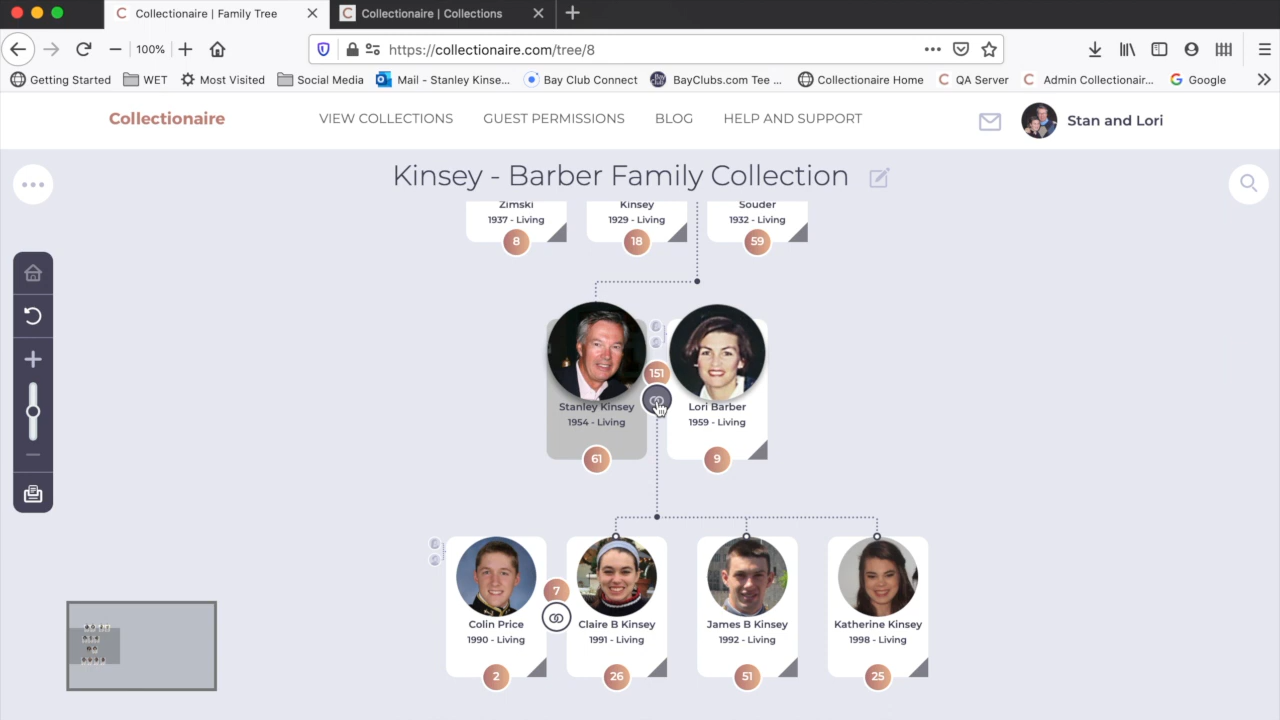 Collectionaire | Family Tree
Collectionaire | Collections
100%
https://collectionaire.com/tree/8
Getting Started
WET
Most Visited
Social Media
Mail - Stanley Kinse...
Bay Club Connect
BayClubs.com Tee ...
Collectionaire Home
QA Server
Admin Collectionair...
Google
Collectionaire
VIEW COLLECTIONS
GUEST PERMISSIONS
BLOG
HELP AND SUPPORT
Stan and Lori
Kinsey - Barber Family Collection
Zimski
1937 - Living
8
Kinsey
1929 - Living
18
Souder
1932 - Living
59
151
Stanley Kinsey
1954 - Living
61
Lori Barber
1959 - Living
9
7
Colin Price
1990 - Living
2
Claire B Kinsey
1991 - Living
26
James B Kinsey
1992 - Living
51
Katherine Kinsey
1998 - Living
25